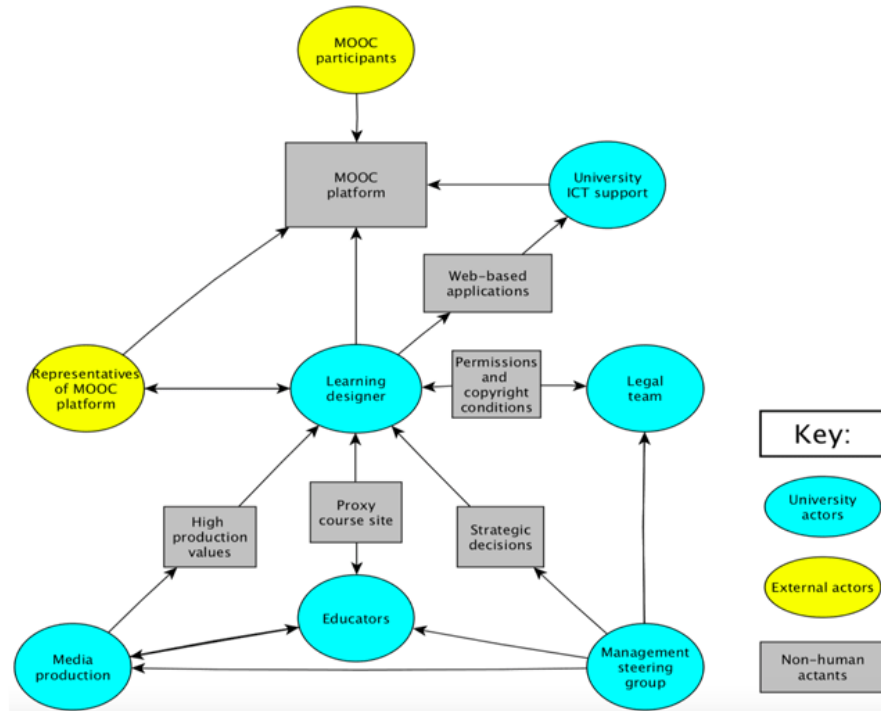 MOOC
participants
MOOC
platform
University
ICT support
Web-based
applications
Representatives
of MOOC
platform
Learning
designer
Permissions
and
copyright
conditions
Legal
team
Key:
University
actors
High
production
values
Proxy
course site
Strategic
decisions
External actors
Educators
Media
production
Management
steering
group
Non-human
actants